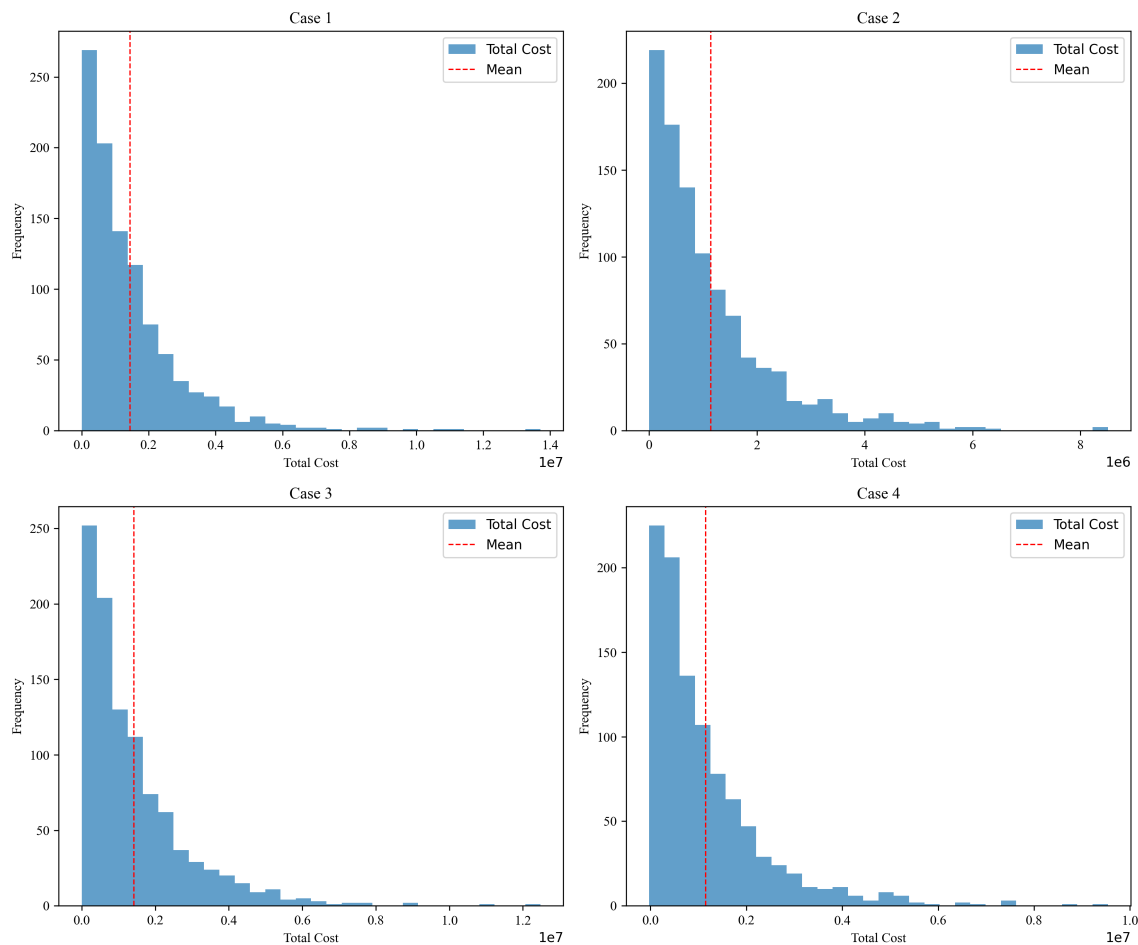 Case 1
Total Cost
Mean
250
200
150
100
50
0
Frequency
0.0 0.2 0.4 0.6 0.8 1.0 1.2 1.4
Total Cost
1e7
Case 2
Total Cost
Mean
200
150
100
50
0
Frequency
0 2 4 6 8
Total Cost
1e6
Case 3
Total Cost
Mean
250
200
150
100
50
0
Frequency
0.0 0.2 0.4 0.6 0.8 1.0 1.2
Total Cost
1e7
Case 4
Total Cost
Mean
200
150
100
50
0
Frequency
0.0 0.2 0.4 0.6 0.8 1.0
Total Cost
1e7